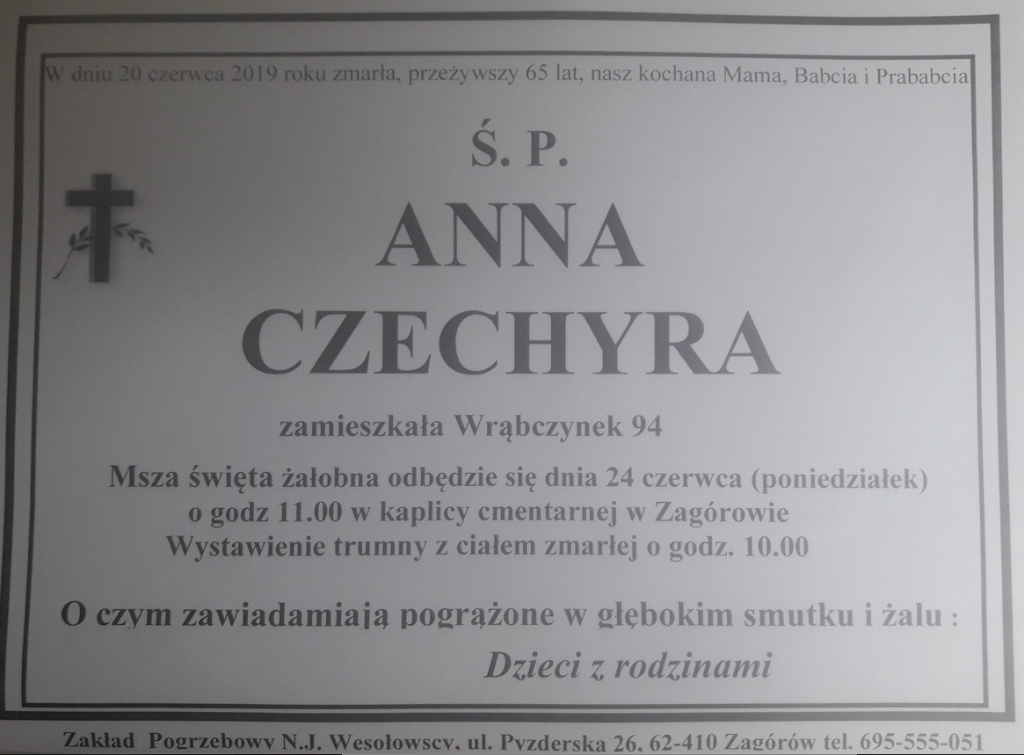 W dniu 20 czerwca 2019 roku zmarła, przeżywszy 65 lat, nasz kochana Mama, Babcia i Prababcia
Ś. P.
ANNA
CZECHYRA
zamieszkała Wrąbczynek 94
Msza święta żałobna odbędzie się dnia 24 czerwca (poniedziałek)
o godz 11.00 w kaplicy cmentarnej w Zagórowie
Wystawienie trumny z ciałem zmarłej o godz. 10.00
O czym zawiadamiają pogrążone w głębokim smutku i żalu :
Dzieci z rodzinami
Zakład Pogrzebowy N.J. Wesołowscy, ul. Pyzderska 26, 62-410 Zagórów tel. 695-555-051